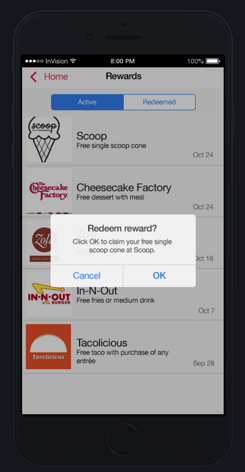 InVision
8:00 PM
100%
Home
Rewards
Active
Redeemed
scoop
Scoop
Free single scoop cone
Oct 24
The
Cheesecake
Factory
Cheesecake Factory
Free dessert with meal
Oct 24
Redeem reward?
Click OK to claim your free single
scoop cone at Scoop.
Cancel
OK
Oct 16
IN-N-OUT
BURGER
In-N-Out
Free fries or medium drink
Oct 7
tacolicious
Tacolicious
Free taco with purchase of any
entrée
Sep 28